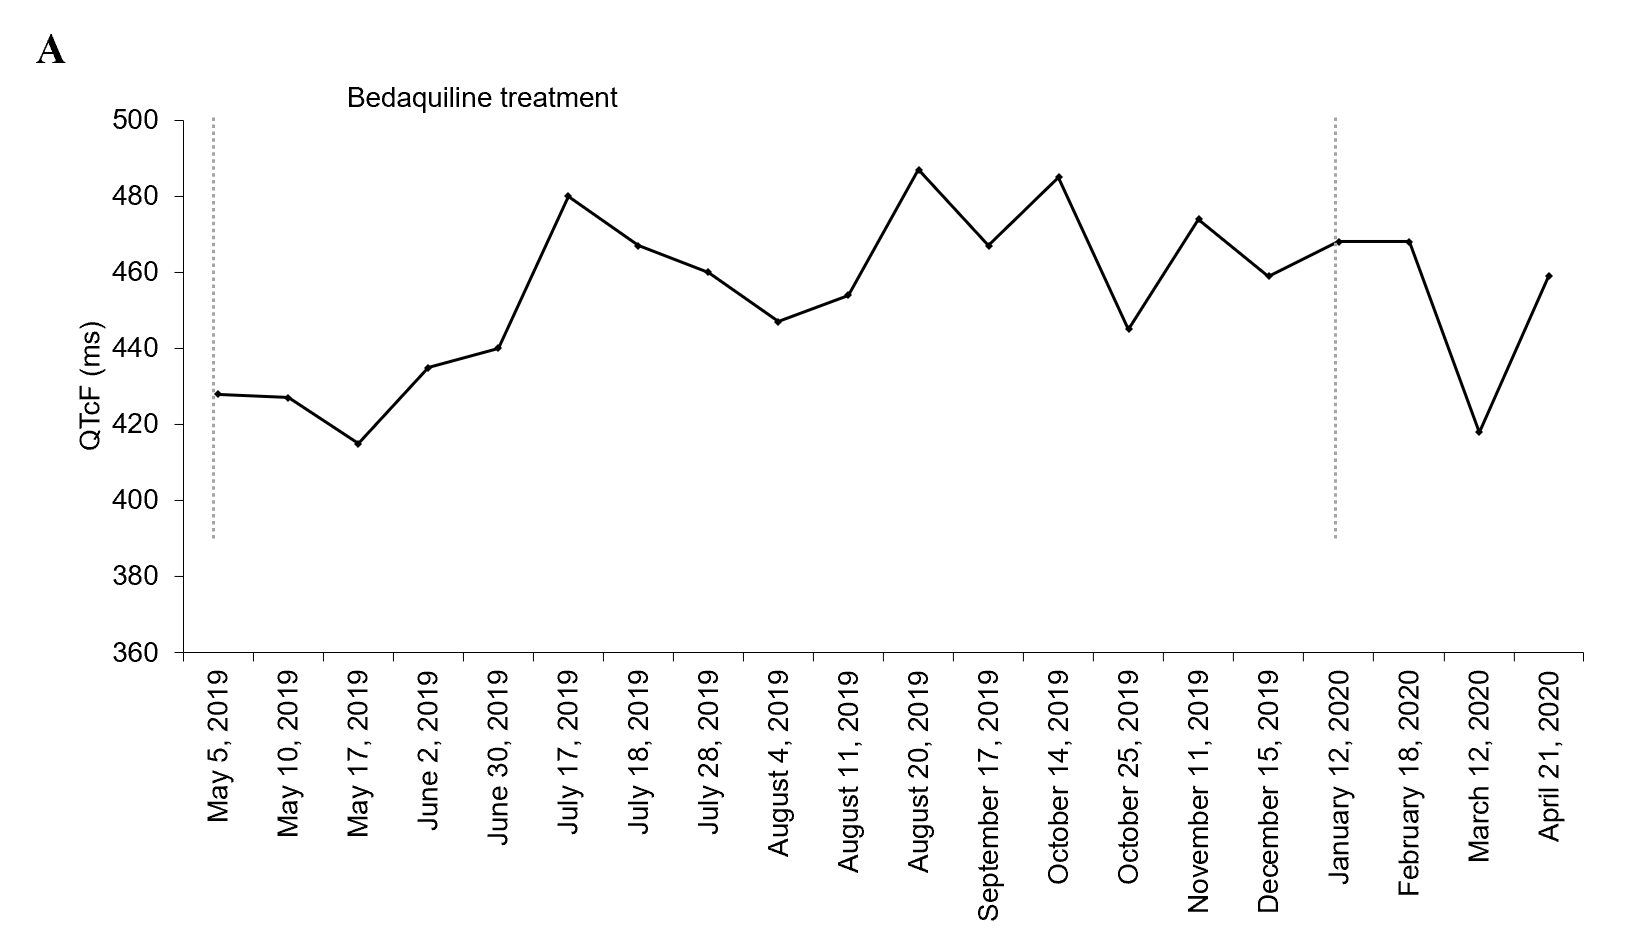 A
Bedaquiline treatment
500
480
460
440
420
400
380
360
QTcF (ms)
May 5, 2019
May 10, 2019
May 17, 2019
June 2, 2019
June 30, 2019
July 17, 2019
July 18, 2019
July 28, 2019
August 4, 2019
August 11, 2019
August 20, 2019
September 17, 2019
October 14, 2019
October 25, 2019
November 11, 2019
December 15, 2019
January 12, 2020
February 18, 2020
March 12, 2020
April 21, 2020